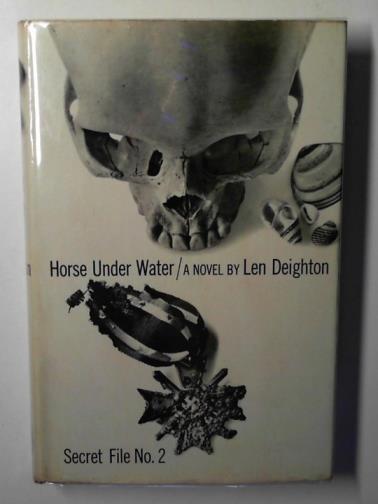 Horse Under Water/A NOVEL BY Len Deighton
Secret File No. 2